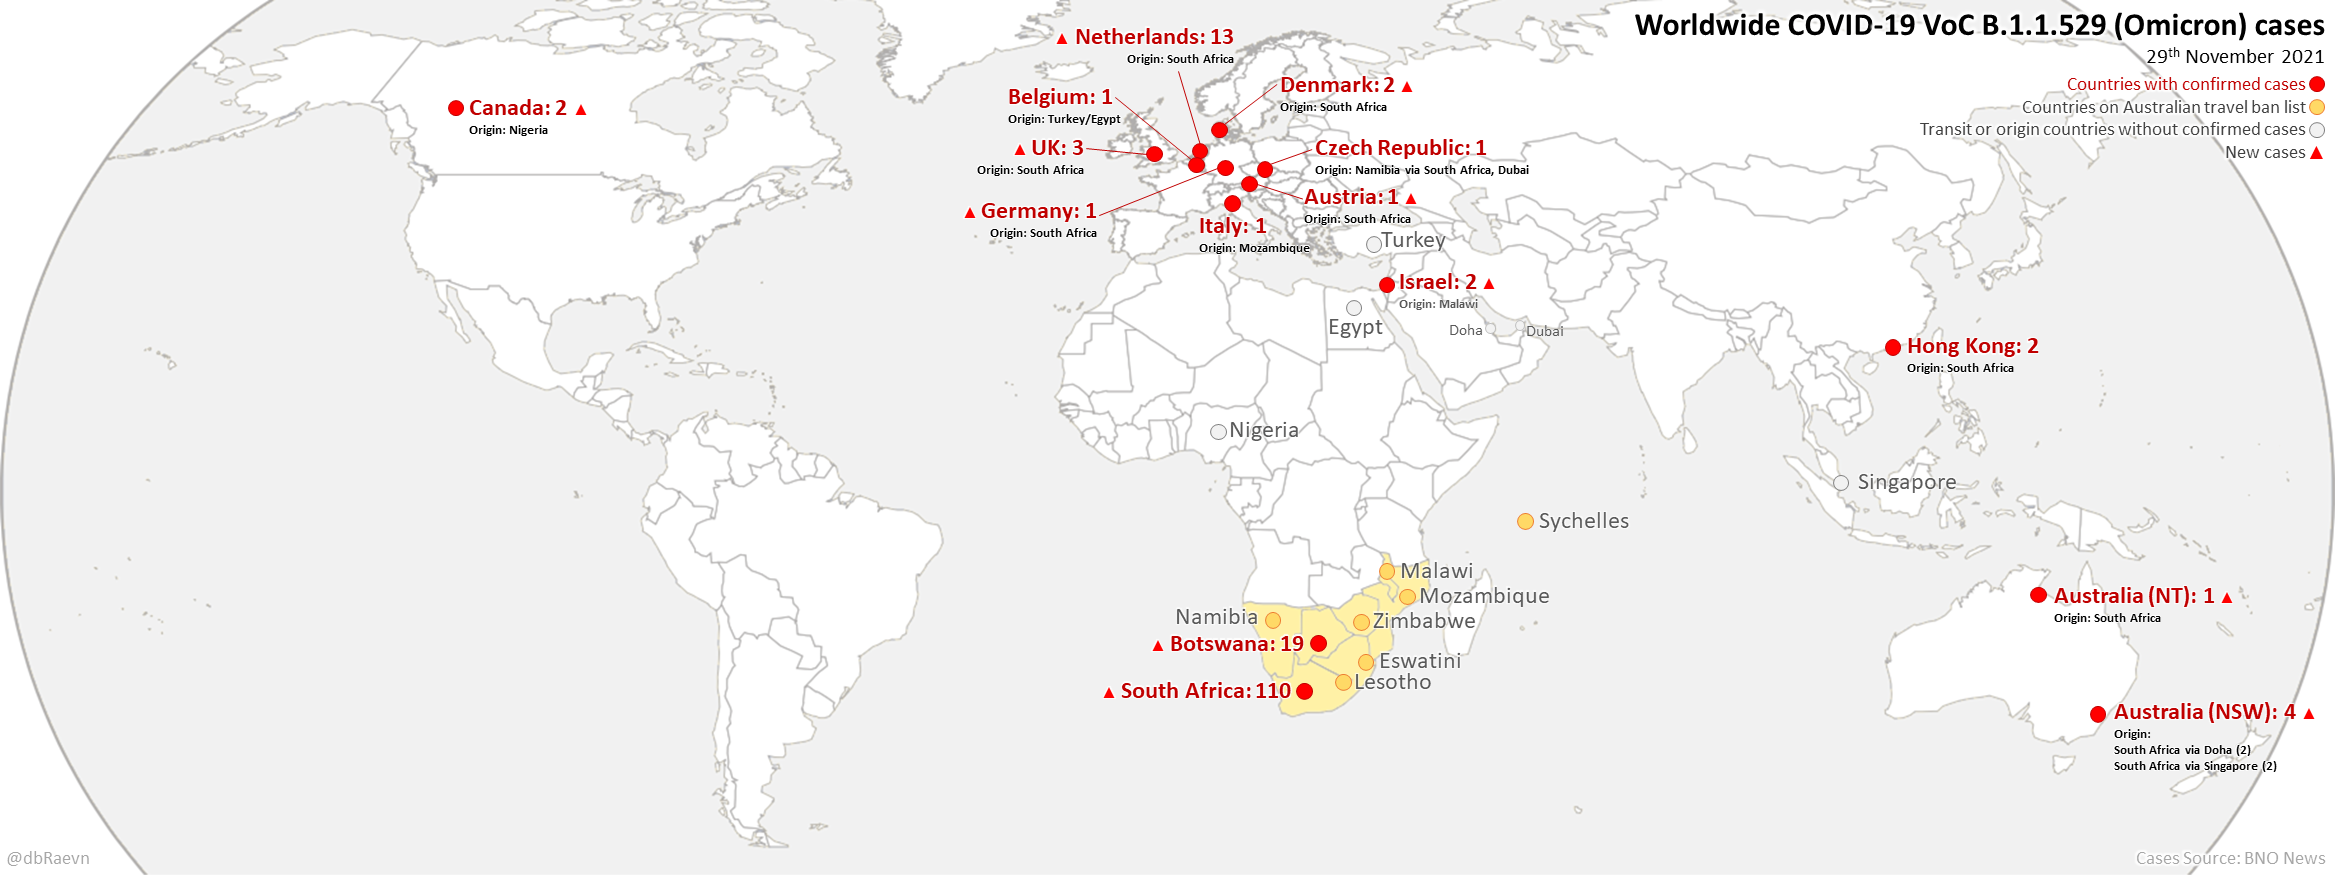 Worldwide COVID-19 VoC B.1.1.529 (Omicron) cases
29th November 2021
Countries with confirmed cases
Countries on Australian travel ban list
Transit or origin countries without confirmed cases
New cases ▲
▲ Netherlands: 13
Origin: South Africa
Denmark: 2 ▲
Origin: South Africa
Belgium: 1
Origin: Turkey/Egypt
Canada: 2 ▲
Origin: Nigeria
▲ UK: 3
Origin: South Africa
Czech Republic: 1
Origin: Namibia via South Africa, Dubai
Austria: 1 ▲
Origin: South Africa
▲ Germany: 1
Origin: South Africa
Italy: 1
Origin: Mozambique
Turkey
Israel: 2 ▲
Origin: Malawi
Egypt
Doha
Dubai
Hong Kong: 2
Origin: South Africa
Nigeria
Singapore
Sychelles
Malawi
Mozambique
Namibia
Zimbabwe
▲ Botswana: 19
Eswatini
Lesotho
▲ South Africa: 110
Australia (NT): 1 ▲
Origin: South Africa
Australia (NSW): 4 ▲
Origin:
South Africa via Doha (2)
South Africa via Singapore (2)
@dbRaevn
Cases Source: BNO News